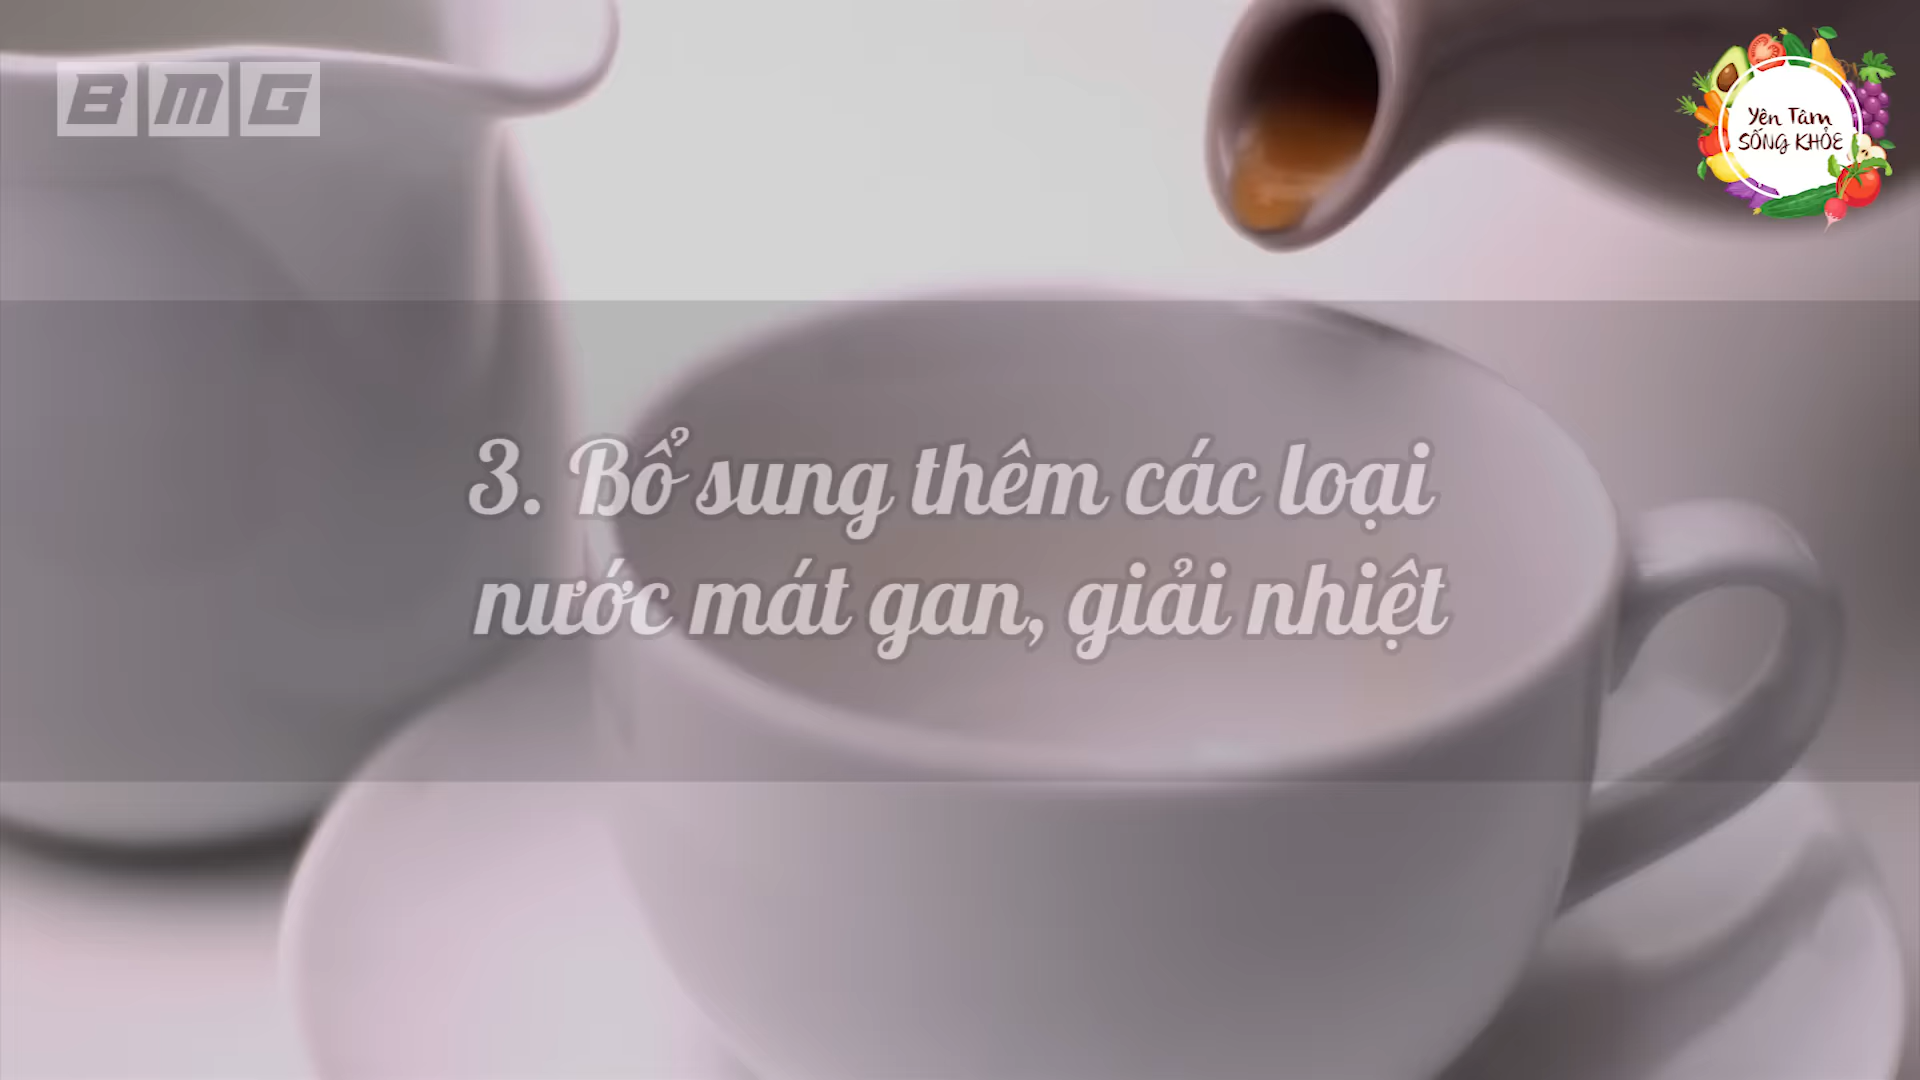 BMG
Yên Tâm
SỐNG KHỎE
3. Bổ sung thêm các loại
nước mát gan, giải nhiệt